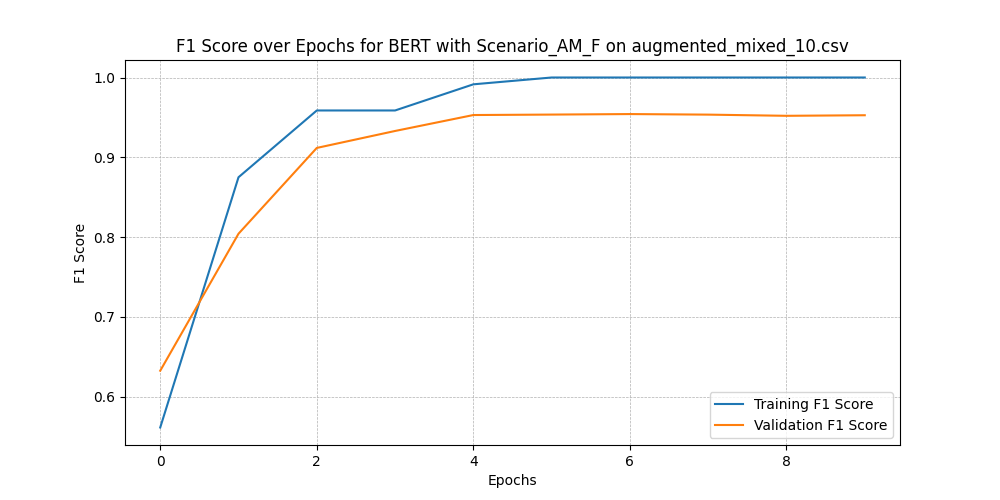 F1 Score over Epochs for BERT with Scenario_AM_F on augmented_mixed_10.csv
1.0
0.9
0.8
0.7
0.6
F1 Score
0 2 4 6 8
Epochs
Training F1 Score
Validation F1 Score